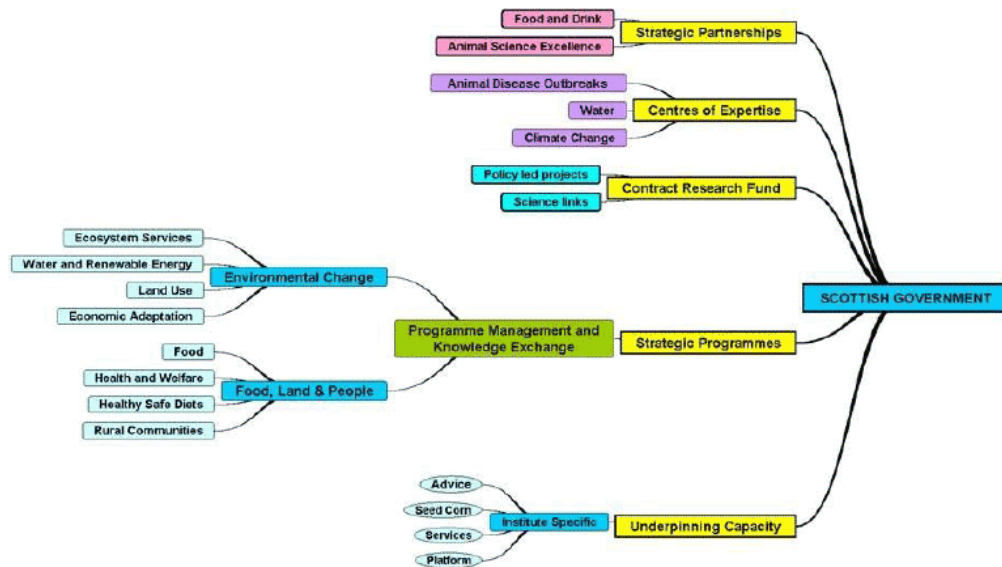 Food and Drink
Animal Science Excellence
Strategic Partnerships
Animal Disease Outbreaks
Water
Climate Change
Centres of Expertise
Policy led projects
Science links
Contract Research Fund
SCOTTISH GOVERNMENT
Ecosystem Services
Water and Renewable Energy
Land Use
Economic Adaptation
Environmental Change
Programme Management and
Knowledge Exchange
Strategic Programmes
Food
Health and Welfare
Healthy Safe Diets
Rural Communities
Food, Land & People
Advice
Seed Corn
Services
Platform
Institute Specific
Underpinning Capacity